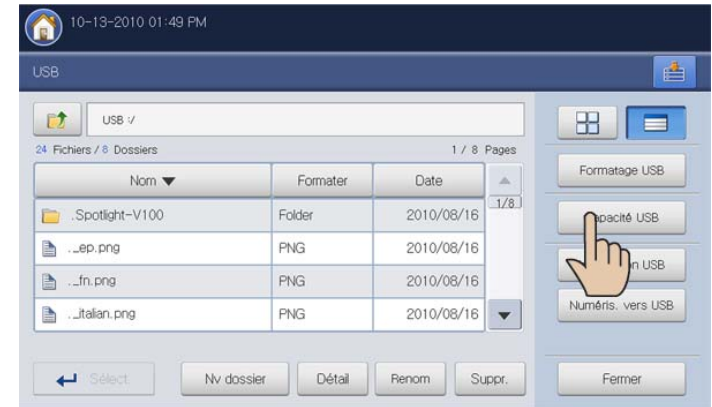 10-13-2010 01:49 PM
USB
USB :/
24 Fichiers / 8 Dossiers 1 / 8 Pages
Nom ▼ Formater Date
.Spotlight-V100 Folder 2010/08/16 1/8
._ep.png PNG 2010/08/16
._fn.png PNG 2010/08/16
._italian.png PNG 2010/08/16
Sélect. Nv dossier Détail Renom Suppr.
Formatage USB
USB
USB
Numéris. vers USB
Fermer